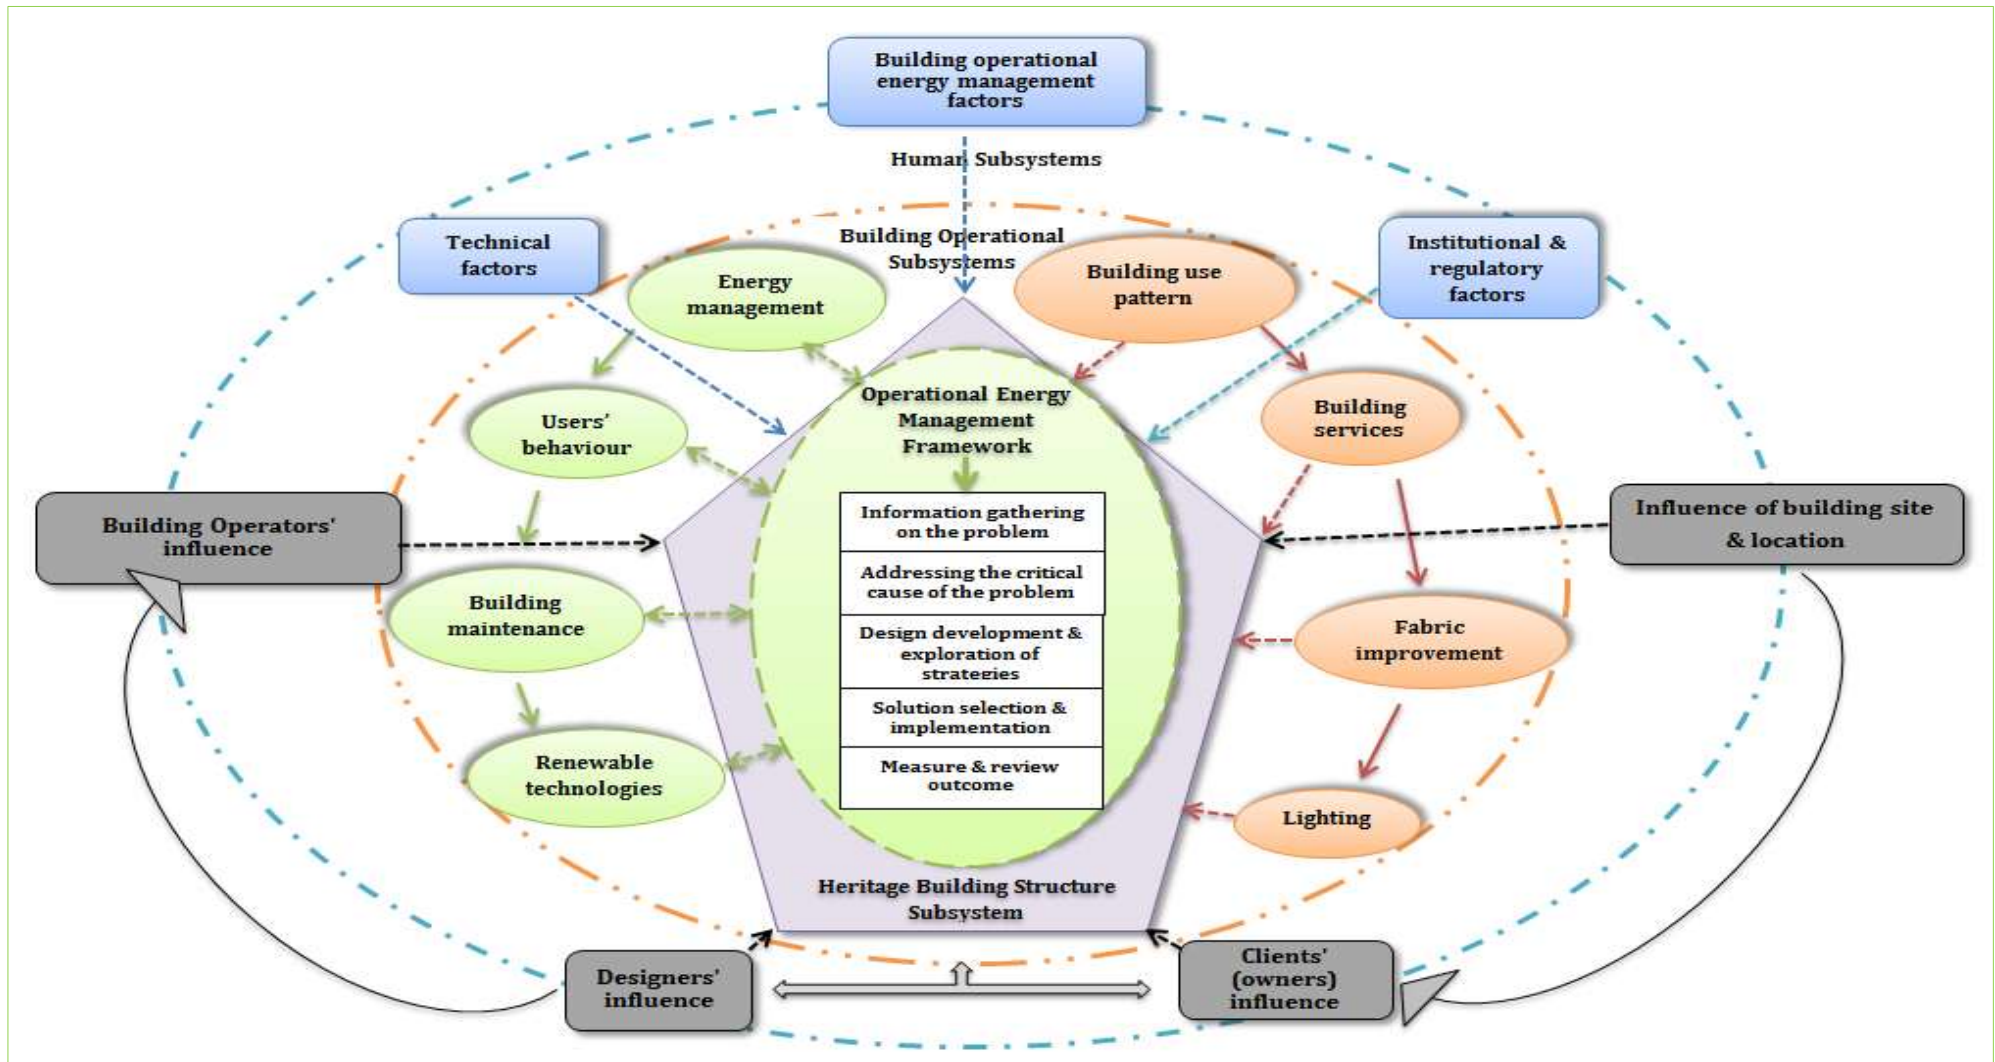 Building operational
energy management
factors
Human Subsystems
Technical
factors
Building Operational
Subsystems
Institutional &
regulatory
factors
Energy
management
Building use
pattern
Users’
behaviour
Operational Energy
Management
Framework
Building
services
Building Operators'
influence
Information gathering
on the problem
Influence of building site
& location
Addressing the critical
cause of the problem
Building
maintenance
Design development &
exploration of
strategies
Fabric
improvement
Solution selection &
implementation
Renewable
technologies
Measure & review
outcome
Lighting
Heritage Building Structure
Subsystem
Designers'
influence
Clients'
(owners)
influence